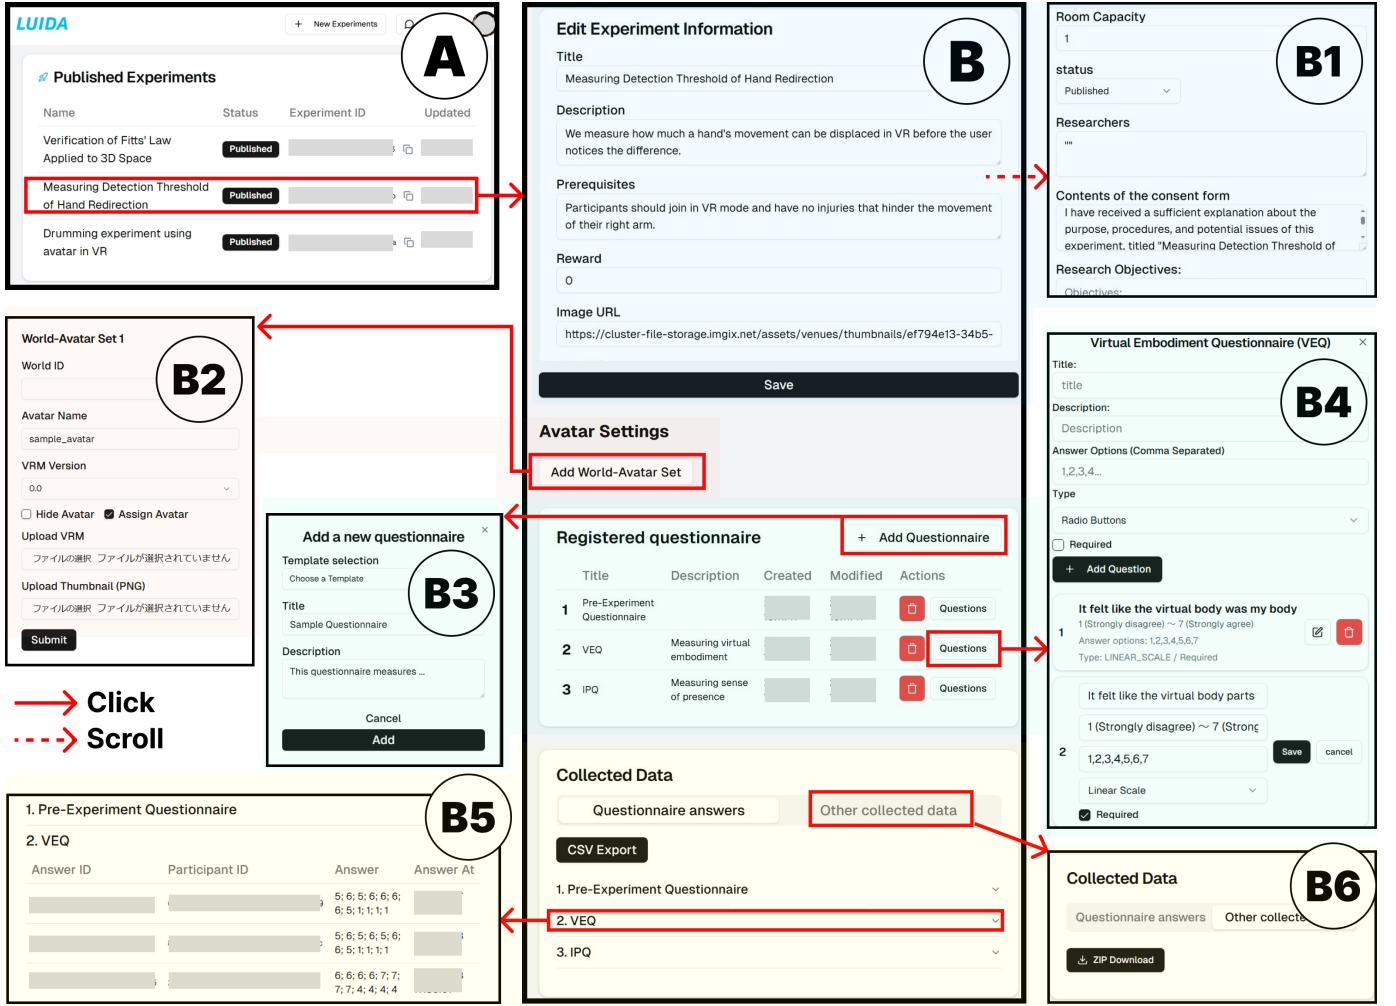 LUIDA
+ New Experiments
A
Published Experiments
Name Status Experiment ID Updated
Verification of Fitts' Law
Applied to 3D Space
Published
Measuring Detection Threshold
of Hand Redirection
Published
Drumming experiment using
avatar in VR
Published
B
Edit Experiment Information
Title
Measuring Detection Threshold of Hand Redirection
Description
We measure how much a hand's movement can be displaced in VR before the user
notices the difference.
Prerequisites
Participants should join in VR mode and have no injuries that hinder the movement
of their right arm.
Reward
0
Image URL
https://cluster-file-storage.imgix.net/assets/venues/thumbnails/ef794e13-34b5-
Save
Avatar Settings
Add World-Avatar Set
Registered questionnaire
+ Add Questionnaire
Title Description Created Modified Actions
1 Pre-Experiment
Questionnaire
Questions
2 VEQ Measuring virtual
embodiment
Questions
3 IPQ Measuring sense
of presence
Questions
Collected Data
Questionnaire answers Other collected data
CSV Export
1. Pre-Experiment Questionnaire
2. VEQ
3. IPQ
B1
Room Capacity
1
status
Published
Researchers
""
Contents of the consent form
I have received a sufficient explanation about the
purpose, procedures, and potential issues of this
experiment, titled "Measuring Detection Threshold of
Research Objectives:
Objectives:
B2
World-Avatar Set 1
World ID
Avatar Name
sample_avatar
VRM Version
0.0
Hide Avatar Assign Avatar
Upload VRM
ファイルの選択 ファイルが選択されていません
Upload Thumbnail (PNG)
ファイルの選択 ファイルが選択されていません
Submit
Click
Scroll
B3
Add a new questionnaire
Template selection
Choose a Template
Title
Sample Questionnaire
Description
This questionnaire measures ...
Cancel
Add
B4
Virtual Embodiment Questionnaire (VEQ)
Title:
title
Description:
Description
Answer Options (Comma Separated)
1,2,3,4...
Type
Radio Buttons
Required
+ Add Question
It felt like the virtual body was my body
1 1 (Strongly disagree) ～ 7 (Strongly agree)
Answer options: 1,2,3,4,5,6,7
Type: LINEAR_SCALE / Required
It felt like the virtual body parts
1 (Strongly disagree) ～ 7 (Strong
2 1,2,3,4,5,6,7
Save cancel
Linear Scale
Required
B5
1. Pre-Experiment Questionnaire
2. VEQ
Answer ID Participant ID Answer Answer At
5; 6; 5; 6; 6; 6;
6; 5; 1; 1; 1; 1
5; 6; 5; 6; 5; 6;
6; 5; 1; 1; 1; 1
6; 6; 6; 6; 7; 7;
7; 7; 4; 4; 4; 4
B6
Collected Data
Questionnaire answers Other collecte
ZIP Download